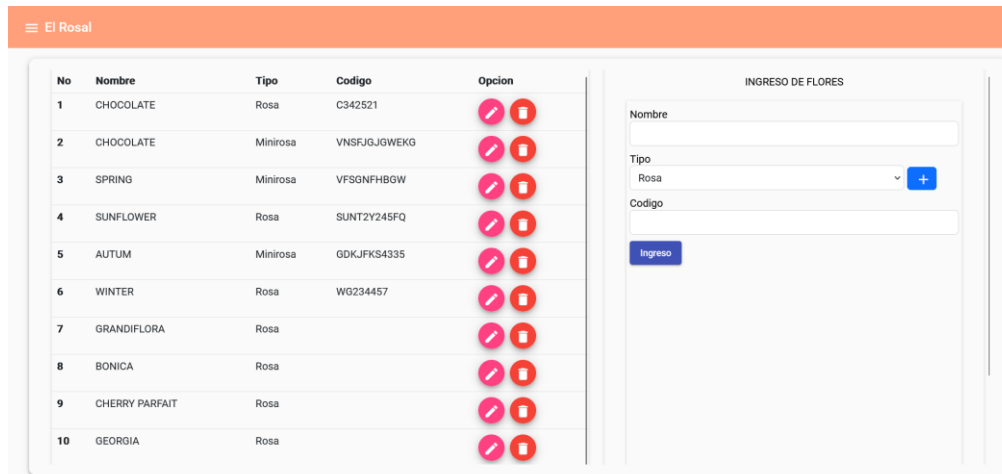 El Rosal
No Nombre Tipo Codigo Opcion
1 CHOCOLATE Rosa C342521
2 CHOCOLATE Minirosa VNSFJGJGWEKG
3 SPRING Minirosa VFSGNFHBGW
4 SUNFLOWER Rosa SUNT2Y245FQ
5 AUTUM Minirosa GDKJFKS4335
6 WINTER Rosa WG234457
7 GRANDIFLORA Rosa
8 BONICA Rosa
9 CHERRY PARFAIT Rosa
10 GEORGIA Rosa
INGRESO DE FLORES
Nombre
Tipo
Rosa
Codigo
Ingreso